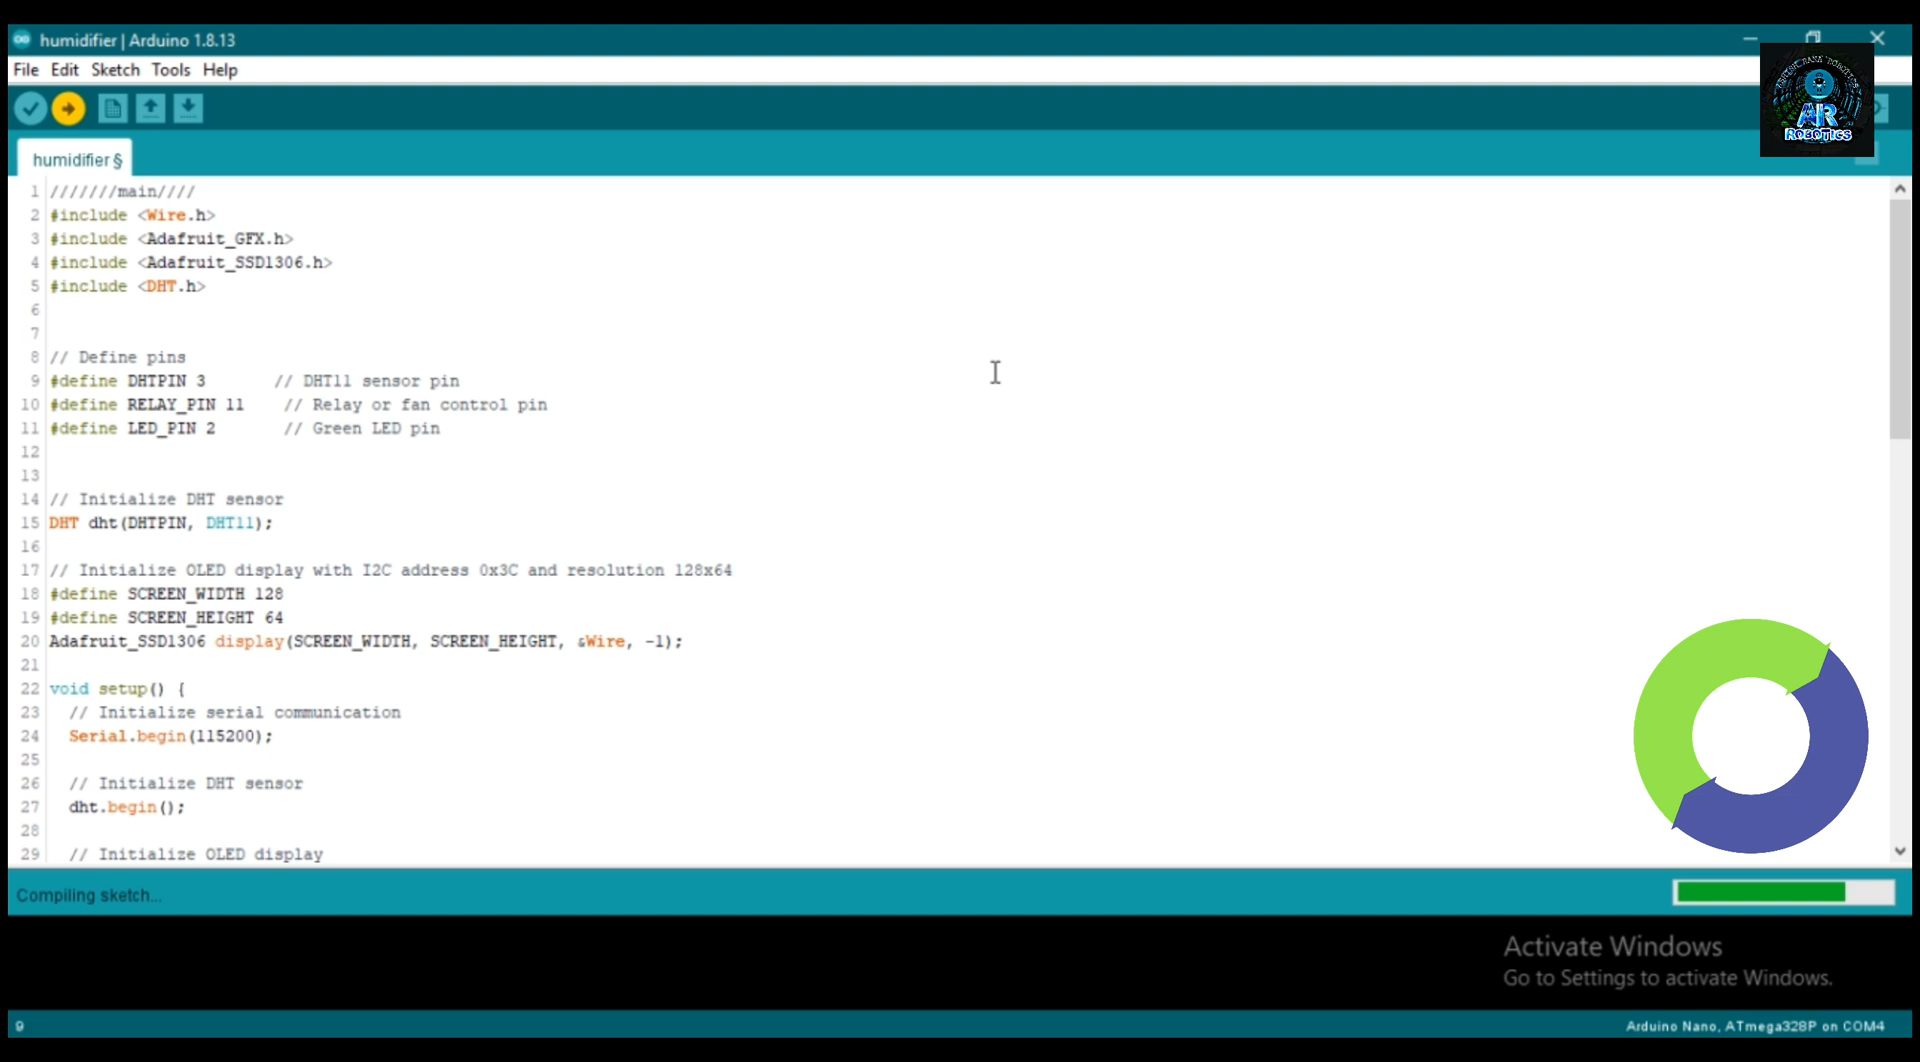 humidifier | Arduino 1.8.13
File Edit Sketch Tools Help
AR
ROBOTICS
humidifier §
1 ///////main////
2 #include <Wire.h>
3 #include <Adafruit_GFX.h>
4 #include <Adafruit_SSD1306.h>
5 #include <DHT.h>
6
7
8 // Define pins
9 #define DHTPIN 3 // DHT11 sensor pin
10 #define RELAY_PIN 11 // Relay or fan control pin
11 #define LED_PIN 2 // Green LED pin
12
13
14 // Initialize DHT sensor
15 DHT dht(DHTPIN, DHT11);
16
17 // Initialize OLED display with I2C address 0x3C and resolution 128x64
18 #define SCREEN_WIDTH 128
19 #define SCREEN_HEIGHT 64
20 Adafruit_SSD1306 display(SCREEN_WIDTH, SCREEN_HEIGHT, &Wire, -1);
21
22 void setup() {
23 // Initialize serial communication
24 Serial.begin(115200);
25
26 // Initialize DHT sensor
27 dht.begin();
28
29 // Initialize OLED display
Compiling sketch...
Activate Windows
Go to Settings to activate Windows.
9
Arduino Nano, ATmega328P on COM4